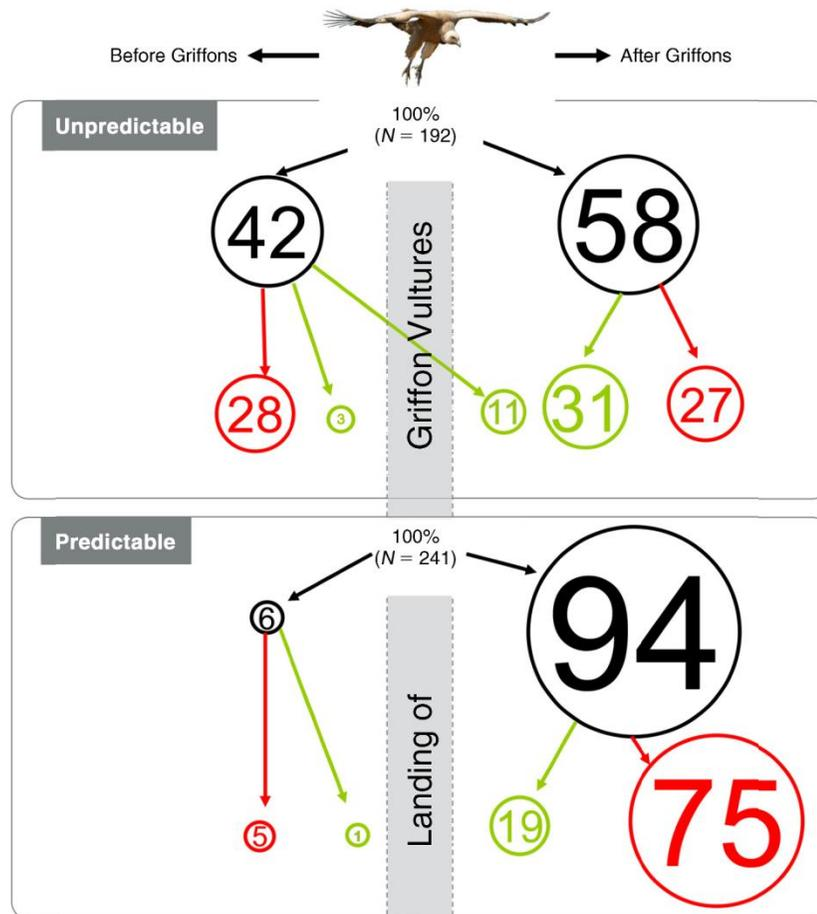 Before Griffons
After Griffons
Unpredictable
100%
(N = 192)
42
58
28
3
11
31
27
Griffon Vultures
Predictable
100%
(N = 241)
6
94
5
1
19
75
Landing of